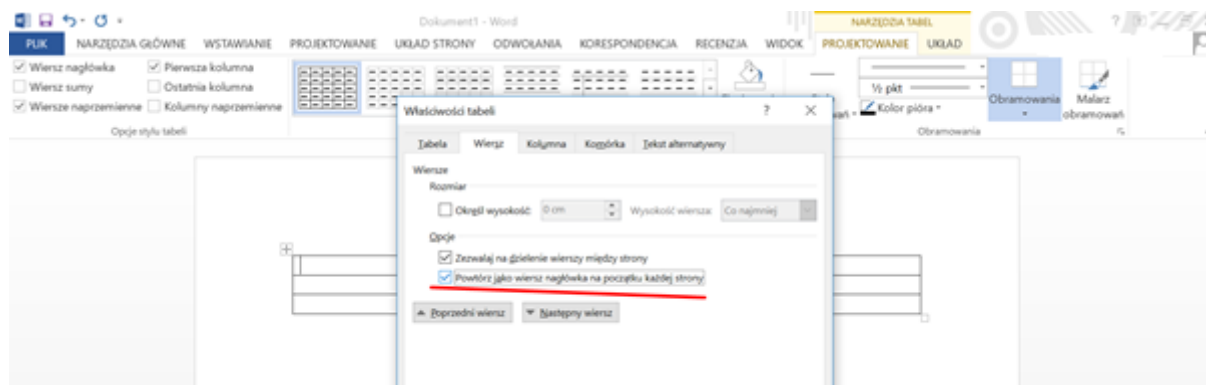 Dokument1 - Word
NARZĘDZIA TABEL
?
PLIK NARZĘDZIA GŁÓWNE WSTAWIANIE PROJEKTOWANIE UKŁAD STRONY ODWOŁANIA KORESPONDENCJA RECENZJA WIDOK PROJEKTOWANIE UKŁAD
Wiersz nagłówka Pierwsza kolumna
Wiersz sumy Ostatnia kolumna
Wiersze naprzemienne Kolumny naprzemienne
Opcje stylu tabeli
½ pkt
Kolor pióra
Obramowania
Malarz
obramowań
Obramowania
Właściwości tabeli ?
Tabela Wiersz Kolumna Komórka Tekst alternatywny
Wiersze
Rozmiar
Określ wysokość: 0 cm Wysokość wiersza: Co najmniej
Opcje
Zezwalaj na dzielenie wierszy między strony
Powtórz jako wiersz nagłówka na początku każdej strony
Poprzedni wiersz Następny wiersz